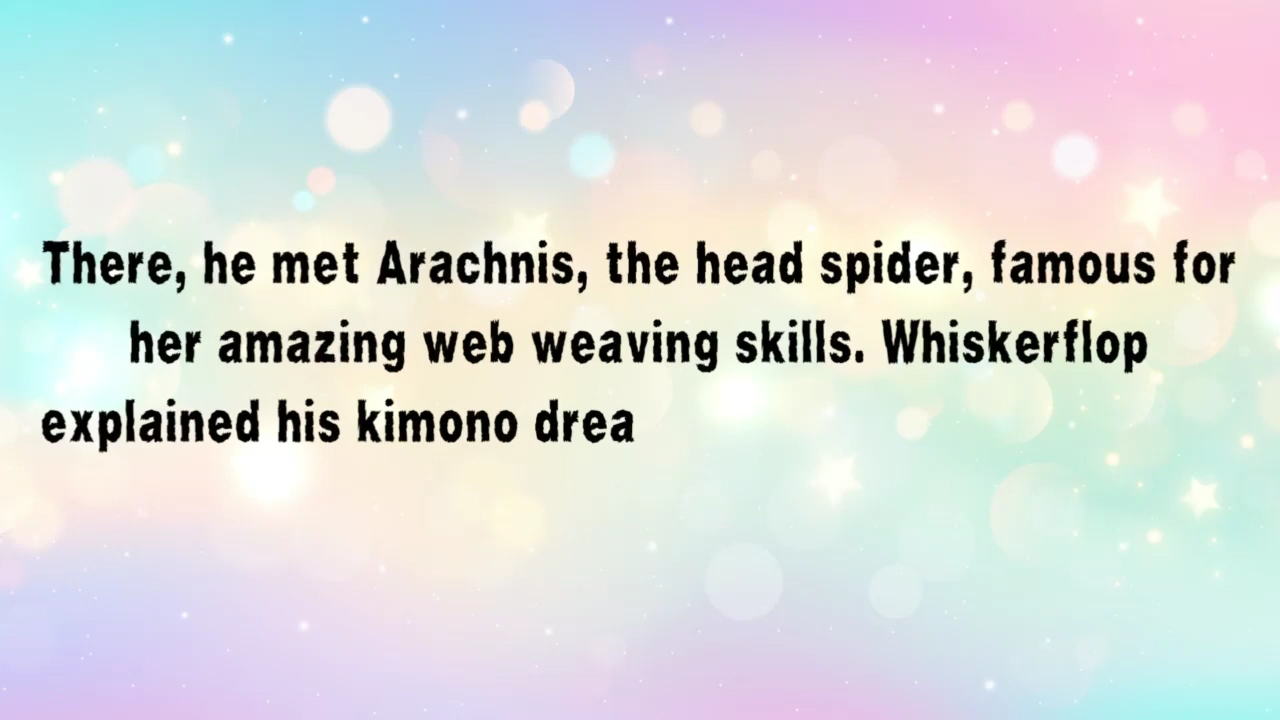 There, he met Arachnis, the head spider, famous for
her amazing web weaving skills. Whiskerflop
explained his kimono drea